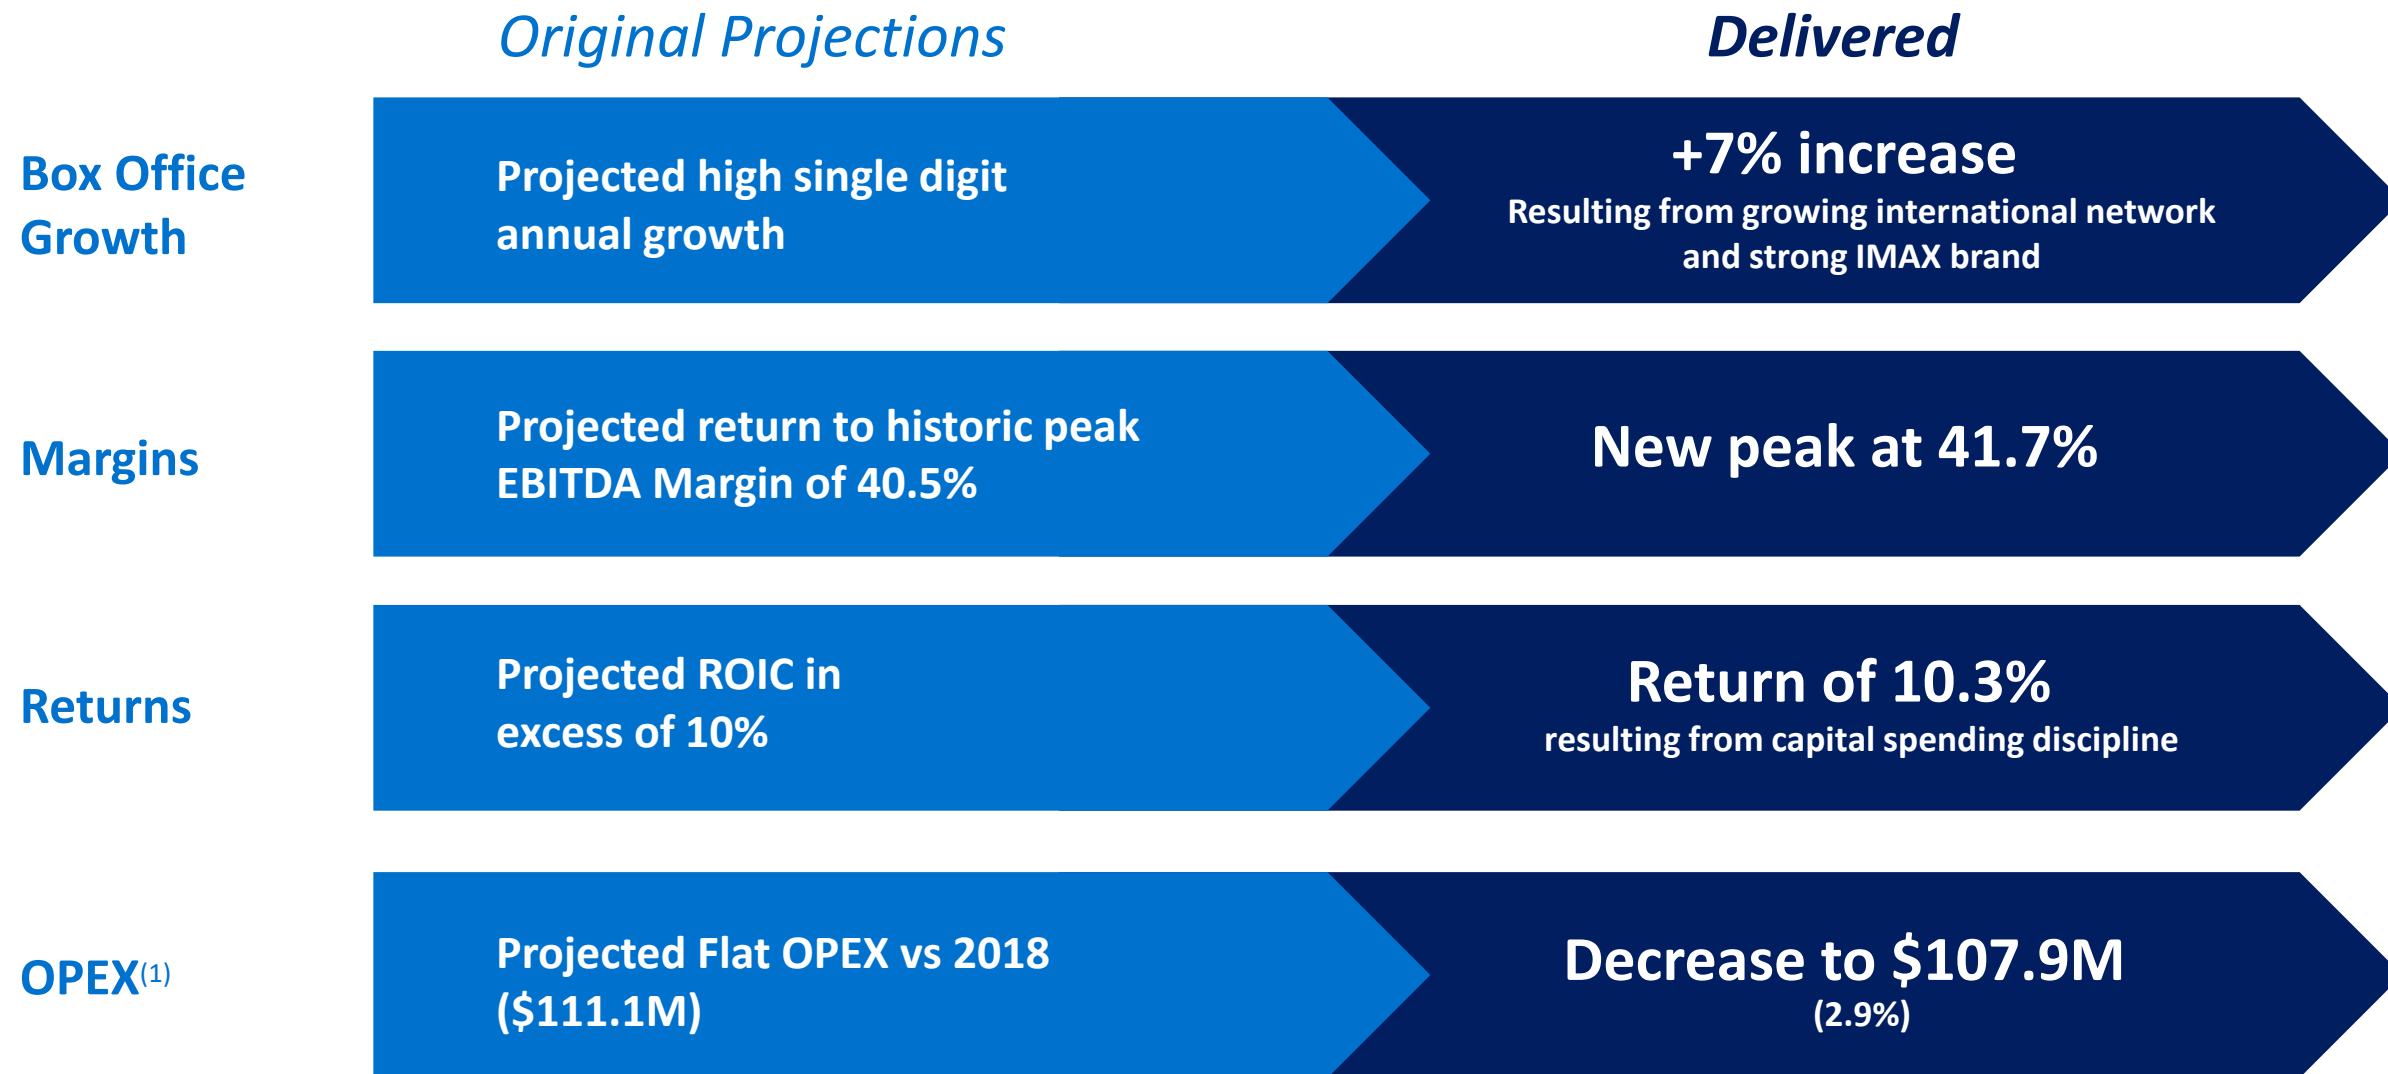 Original Projections
Delivered
Box Office
Growth
Projected high single digit
annual growth
+7% increase
Resulting from growing international network
and strong IMAX brand
Margins
Projected return to historic peak
EBITDA Margin of 40.5%
New peak at 41.7%
Returns
Projected ROIC in
excess of 10%
Return of 10.3%
resulting from capital spending discipline
OPEX(1)
Projected Flat OPEX vs 2018
($111.1M)
Decrease to $107.9M
(2.9%)